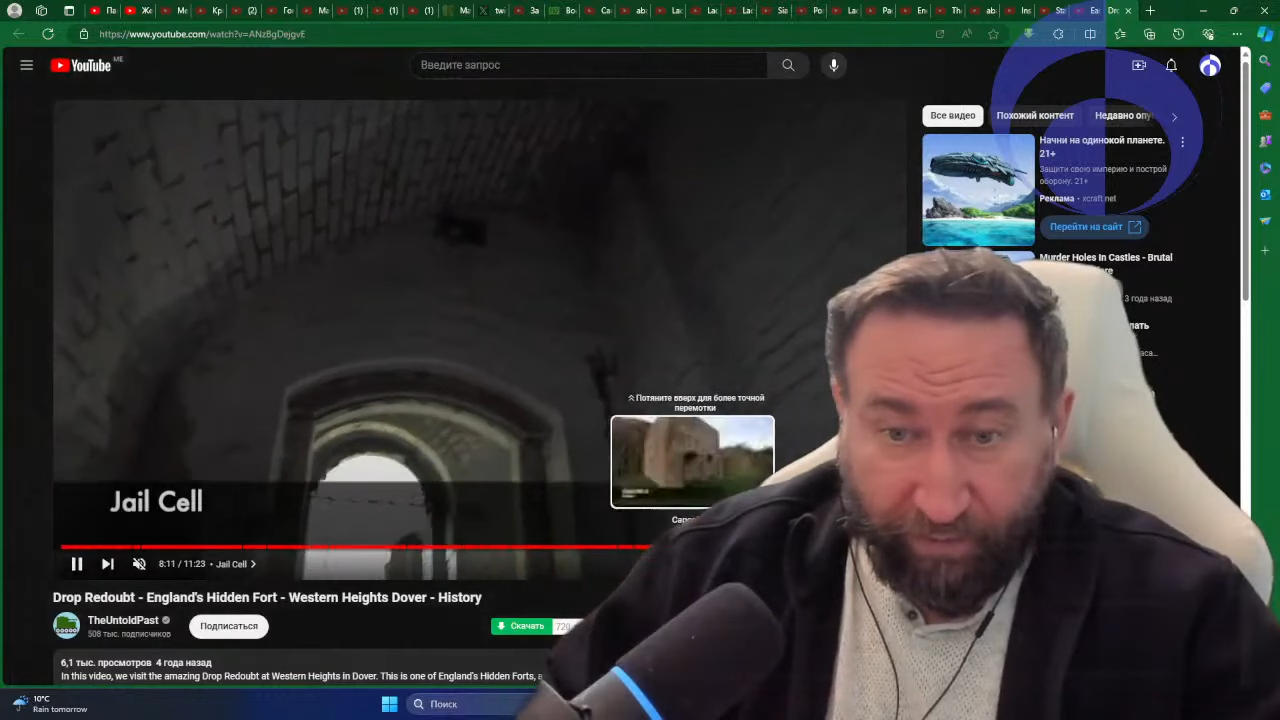 https://www.youtube.com/watch?v=ANzBgDejgvE
YouTube ME
Введите запрос
Все видео
Похожий контент
Недавно опу
Начни на одинокой планете.
21+
Защити свою империю и построй
оборону. 21+
Реклама • xcraft.net
Перейти на сайт
Murder Holes In Castles - Brutal
3 года назад
Потяните вверх для более точной
перемотки
Jail Cell
8:11 / 11:23 • Jail Cell
Drop Redoubt - England's Hidden Fort - Western Heights Dover - History
TheUntoldPast
508 тыс. подписчиков
Подписаться
Скачать
720
6,1 тыс. просмотров 4 года назад
In this video, we visit the amazing Drop Redoubt at Western Heights in Dover. This is one of England's Hidden Forts,
10°C
Rain tomorrow
Поиск